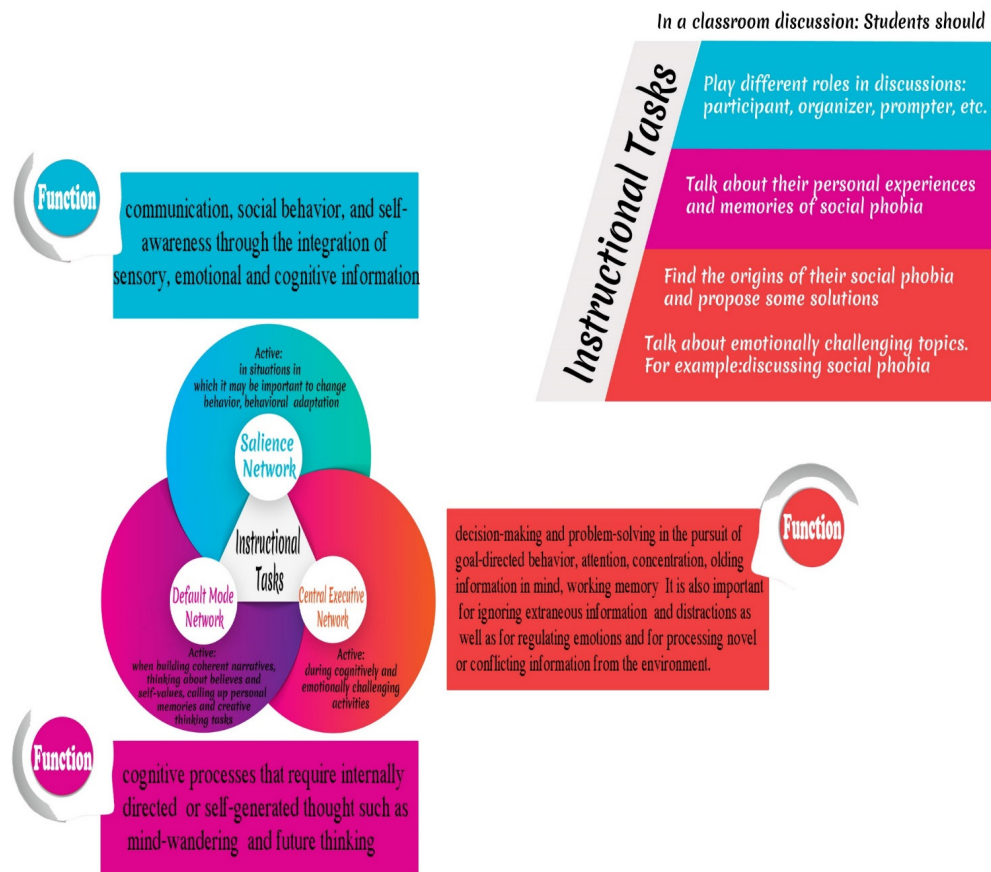 In a classroom discussion: Students should
Instructional Tasks
Play different roles in discussions:
participant, organizer, prompter, etc.
Talk about their personal experiences
and memories of social phobia
Find the origins of their social phobia
and propose some solutions
Talk about emotionally challenging topics.
For example:discussing social phobia
Function
communication, social behavior, and self-
awareness through the integration of
sensory, emotional and cognitive information
Active:
in situations in
which it may be important to change
behavior, behavioral adaptation
Salience
Network
Instructional
Tasks
Default Mode
Network
Active:
when building coherent narratives,
thinking about believes and
self-values, calling up personal
memories and creative
thinking tasks
Central Executive
Network
Active:
during cognitively and
emotionally challenging
activities
Function
decision-making and problem-solving in the pursuit of
goal-directed behavior, attention, concentration, olding
information in mind, working memory It is also important
for ignoring extraneous information and distractions as
well as for regulating emotions and for processing novel
or conflicting information from the environment.
Function
cognitive processes that require internally
directed or self-generated thought such as
mind-wandering and future thinking